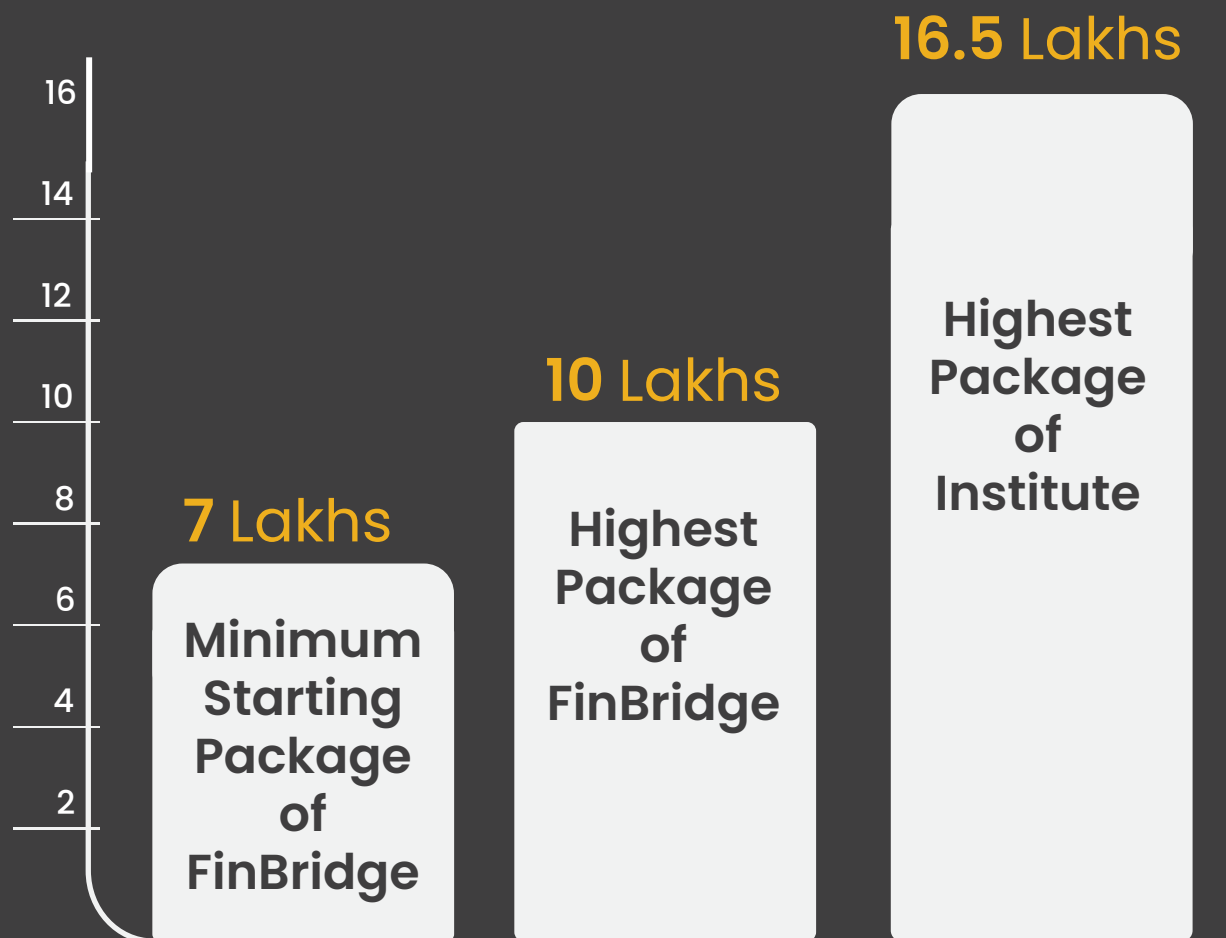 16
14
12
10
8
6
4
2
7 Lakhs
Minimum
Starting
Package
of
FinBridge
10 Lakhs
Highest
Package
of
FinBridge
16.5 Lakhs
Highest
Package
of
Institute